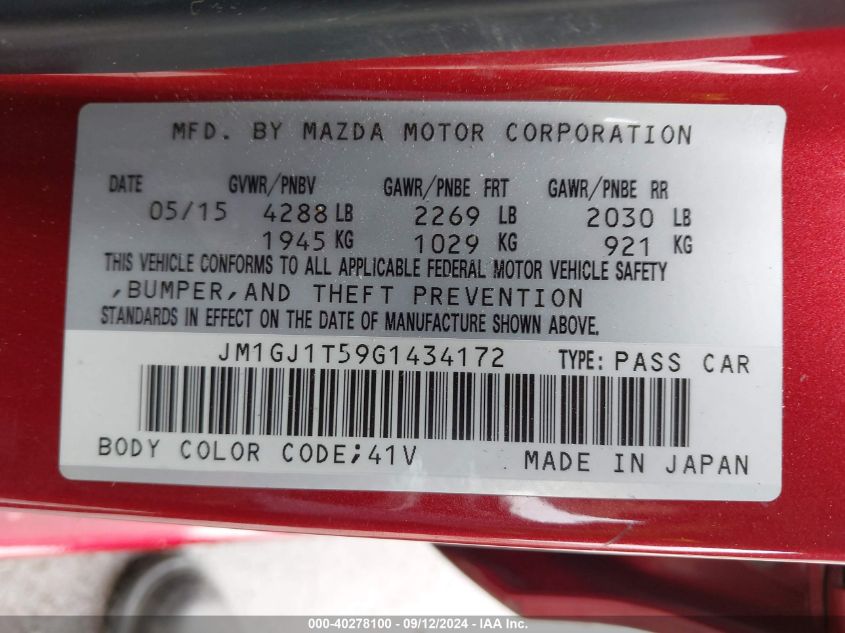 MFD. BY MAZDA MOTOR CORPORATION
DATE GVWR/PNBV GAWR/PNBE FRT GAWR/PNBE RR
05/15 4288 LB 2269 LB 2030 LB
1945 KG 1029 KG 921 KG
THIS VEHICLE CONFORMS TO ALL APPLICABLE FEDERAL MOTOR VEHICLE SAFETY
,BUMPER,AND THEFT PREVENTION
STANDARDS IN EFFECT ON THE DATE OF MANUFACTURE SHOWN ABOVE.
JM1GJ1T59G1434172 TYPE: PASS CAR
BODY COLOR CODE;41V MADE IN JAPAN
000-40278100 - 09/12/2024 - IAA Inc.